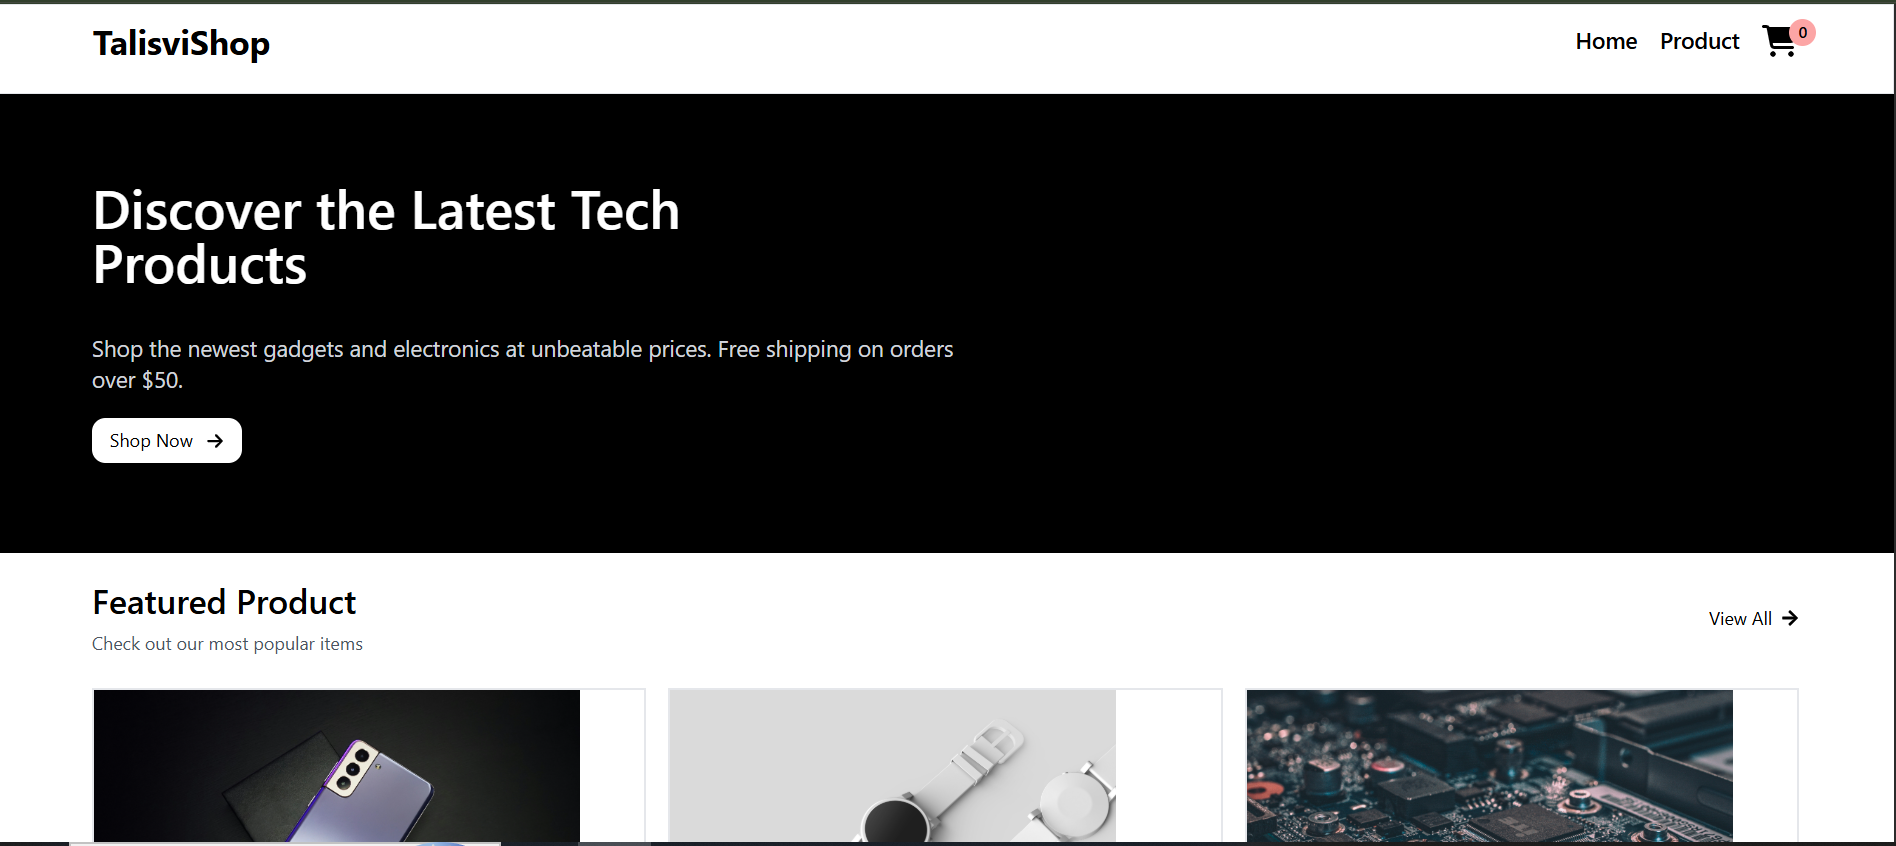 TalisviShop
Home
Product
0
Discover the Latest Tech
Products
Shop the newest gadgets and electronics at unbeatable prices. Free shipping on orders
over $50.
Shop Now
Featured Product
Check out our most popular items
View All